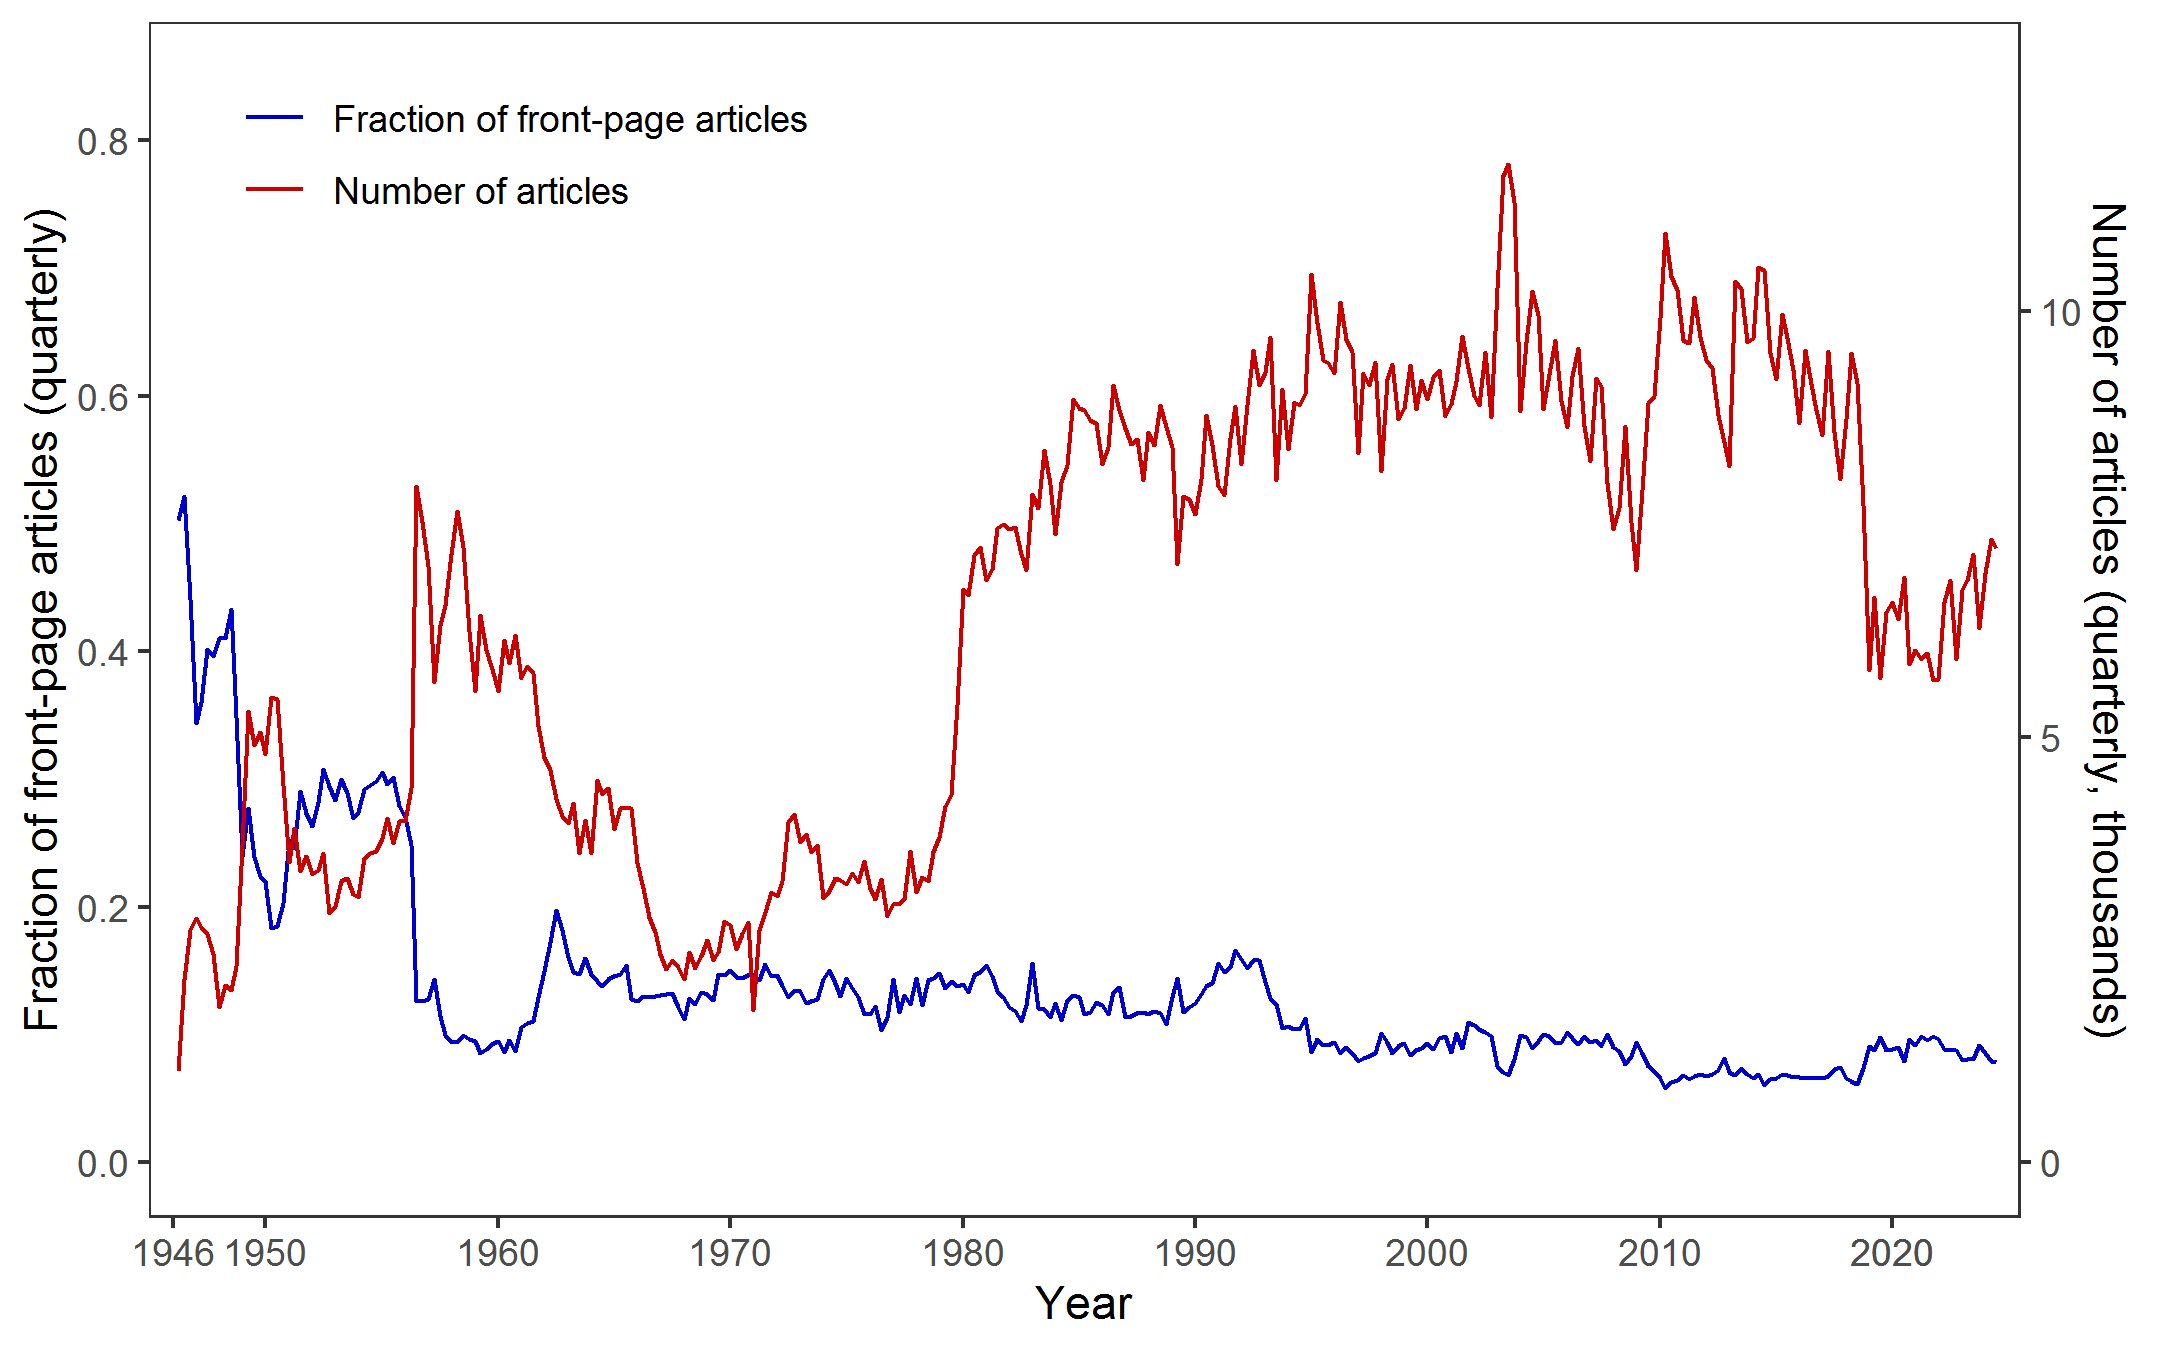 Fraction of front-page articles
Number of articles
Fraction of front-page articles (quarterly)
0.8
0.6
0.4
0.2
0.0
Number of articles (quarterly, thousands)
10
5
0
1946 1950 1960 1970 1980 1990 2000 2010 2020
Year